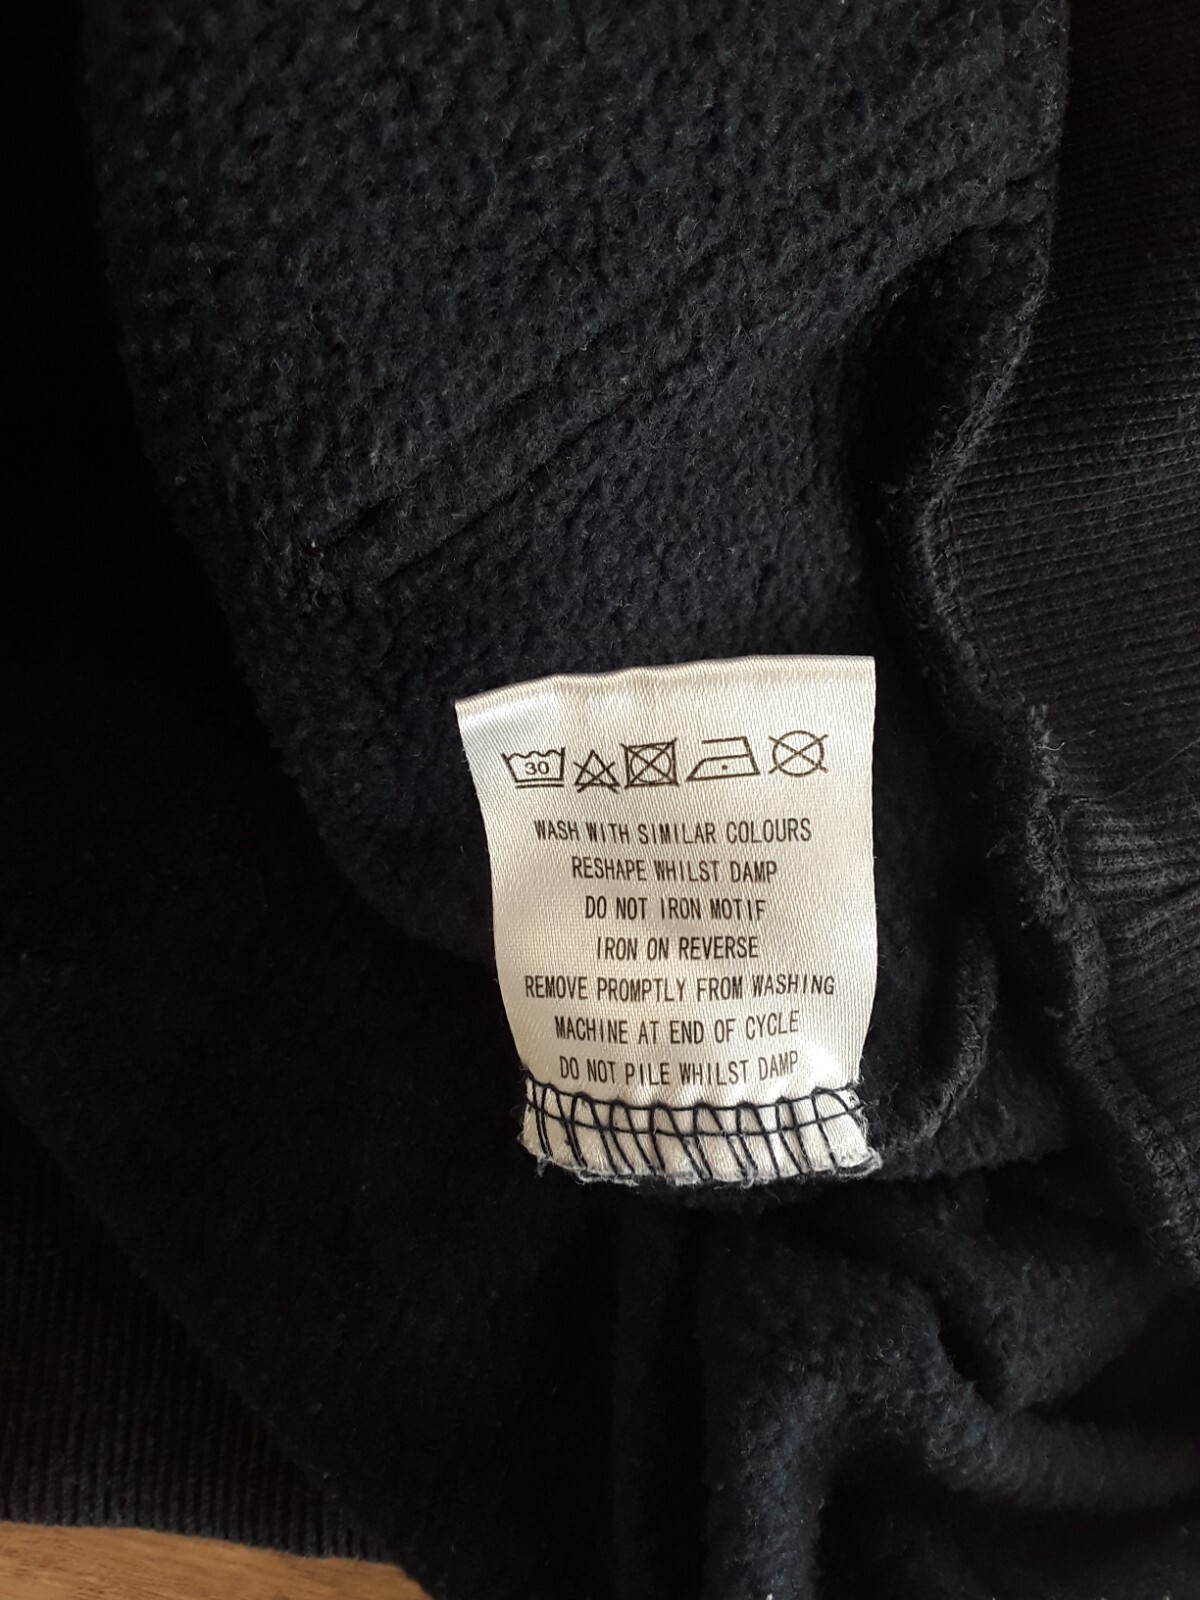 30
WASH WITH SIMILAR COLOURS
RESHAPE WHILST DAMP
DO NOT IRON MOTIF
IRON ON REVERSE
REMOVE PROMPTLY FROM WASHING
MACHINE AT END OF CYCLE
DO NOT PILE WHILST DAMP